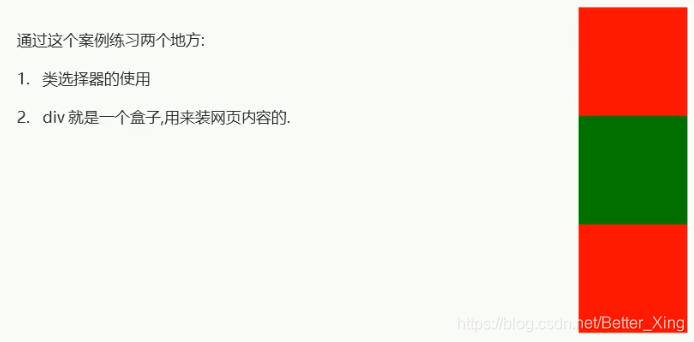 通过这个案例练习两个地方:
1. 类选择器的使用
2. div 就是一个盒子,用来装网页内容的.
https://blog.csdn.net/Better_Xing